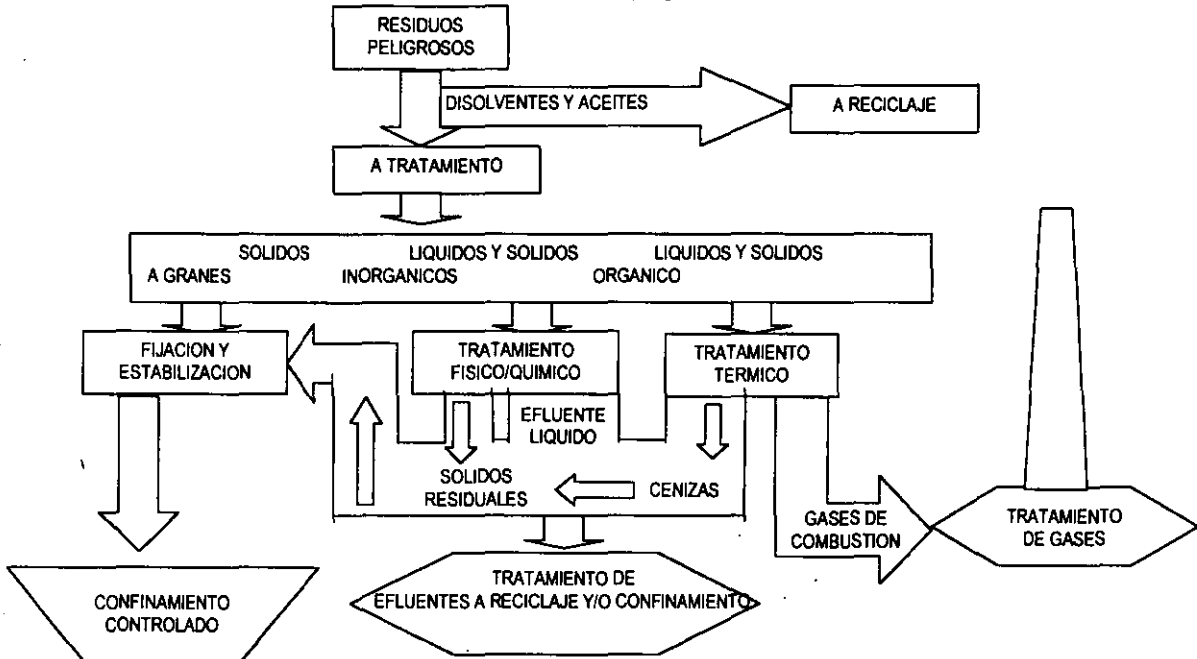 RESIDUOS
PELIGROSOS
DISOLVENTES Y ACEITES
A RECICLAJE
A TRATAMIENTO
SOLIDOS LIQUIDOS Y SOLIDOS LIQUIDOS Y SOLIDOS
A GRANES INORGANICOS ORGANICO
FIJACION Y
ESTABILIZACION
TRATAMIENTO
FISICO/QUIMICO
TRATAMIENTO
TERMICO
EFLUENTE
LIQUIDO
SOLIDOS
RESIDUALES
CENIZAS
GASES DE
COMBUSTION
TRATAMIENTO
DE GASES
CONFINAMIENTO
CONTROLADO
TRATAMIENTO DE
EFLUENTES A RECICLAJE Y/O CONFINAMIENTO